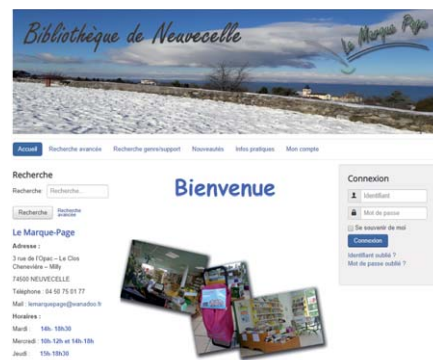 Bibliothèque de Neuvecelle
Le Marque Page
Accueil
Recherche avancée
Recherche genre/support
Nouveautés
Infos pratiques
Mon compte
Recherche
Recherche:
Recherche...
Recherche
Recherche
avancée
Le Marque-Page
Adresse :
3 rue de l'Opac – Le Clos
Chenevière – Milly
74500 NEUVECELLE
Téléphone : 04 50 75 01 77
Mail : lemarquepage@wanadoo.fr
Horaires :
Mardi : 14h- 18h30
Mercredi : 10h-12h et 14h-18h
Jeudi : 15h-18h30
Bienvenue
Connexion
Identifiant
Mot de passe
Se souvenir de moi
Connexion
Identifiant oublié ?
Mot de passe oublié ?